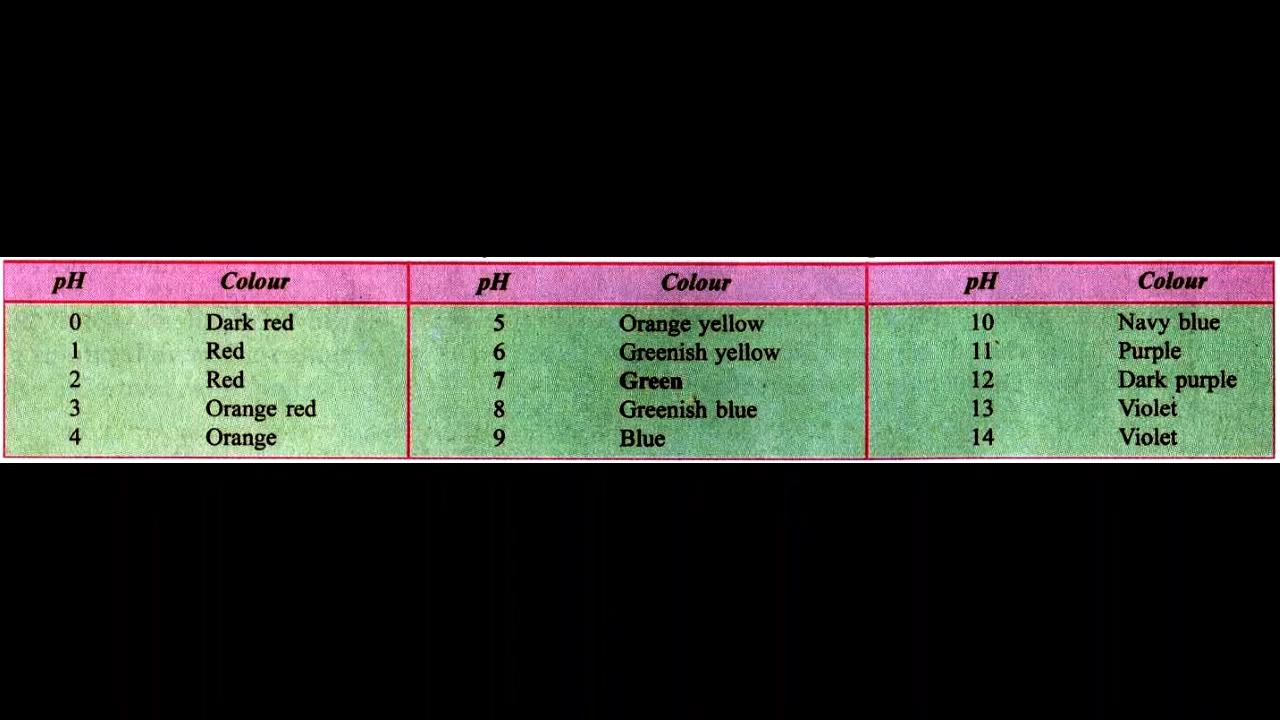 pH Colour pH Colour pH Colour
0 Dark red 5 Orange yellow 10 Navy blue
1 Red 6 Greenish yellow 11 Purple
2 Red 7 Green 12 Dark purple
3 Orange red 8 Greenish blue 13 Violet
4 Orange 9 Blue 14 Violet